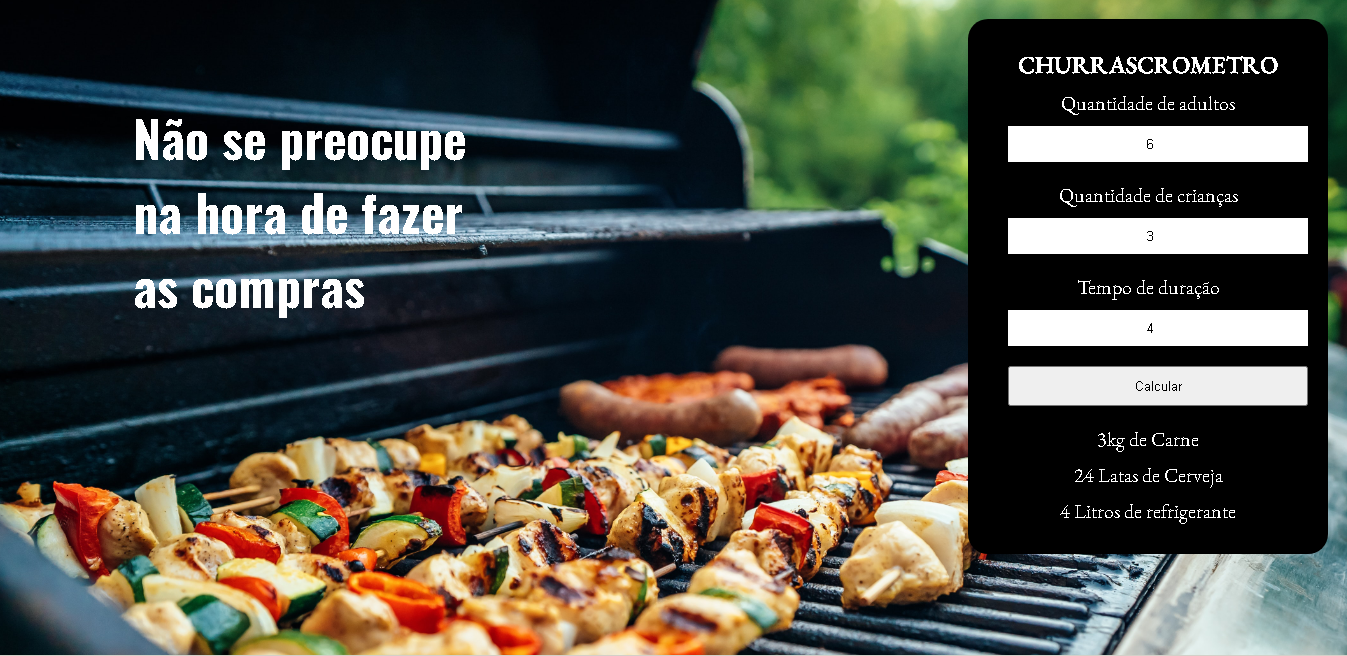 Não se preocupe
na hora de fazer
as compras
CHURRASCROMETRO
Quantidade de adultos
6
Quantidade de crianças
3
Tempo de duração
4
Calcular
3kg de Carne
24 Latas de Cerveja
4 Litros de refrigerante